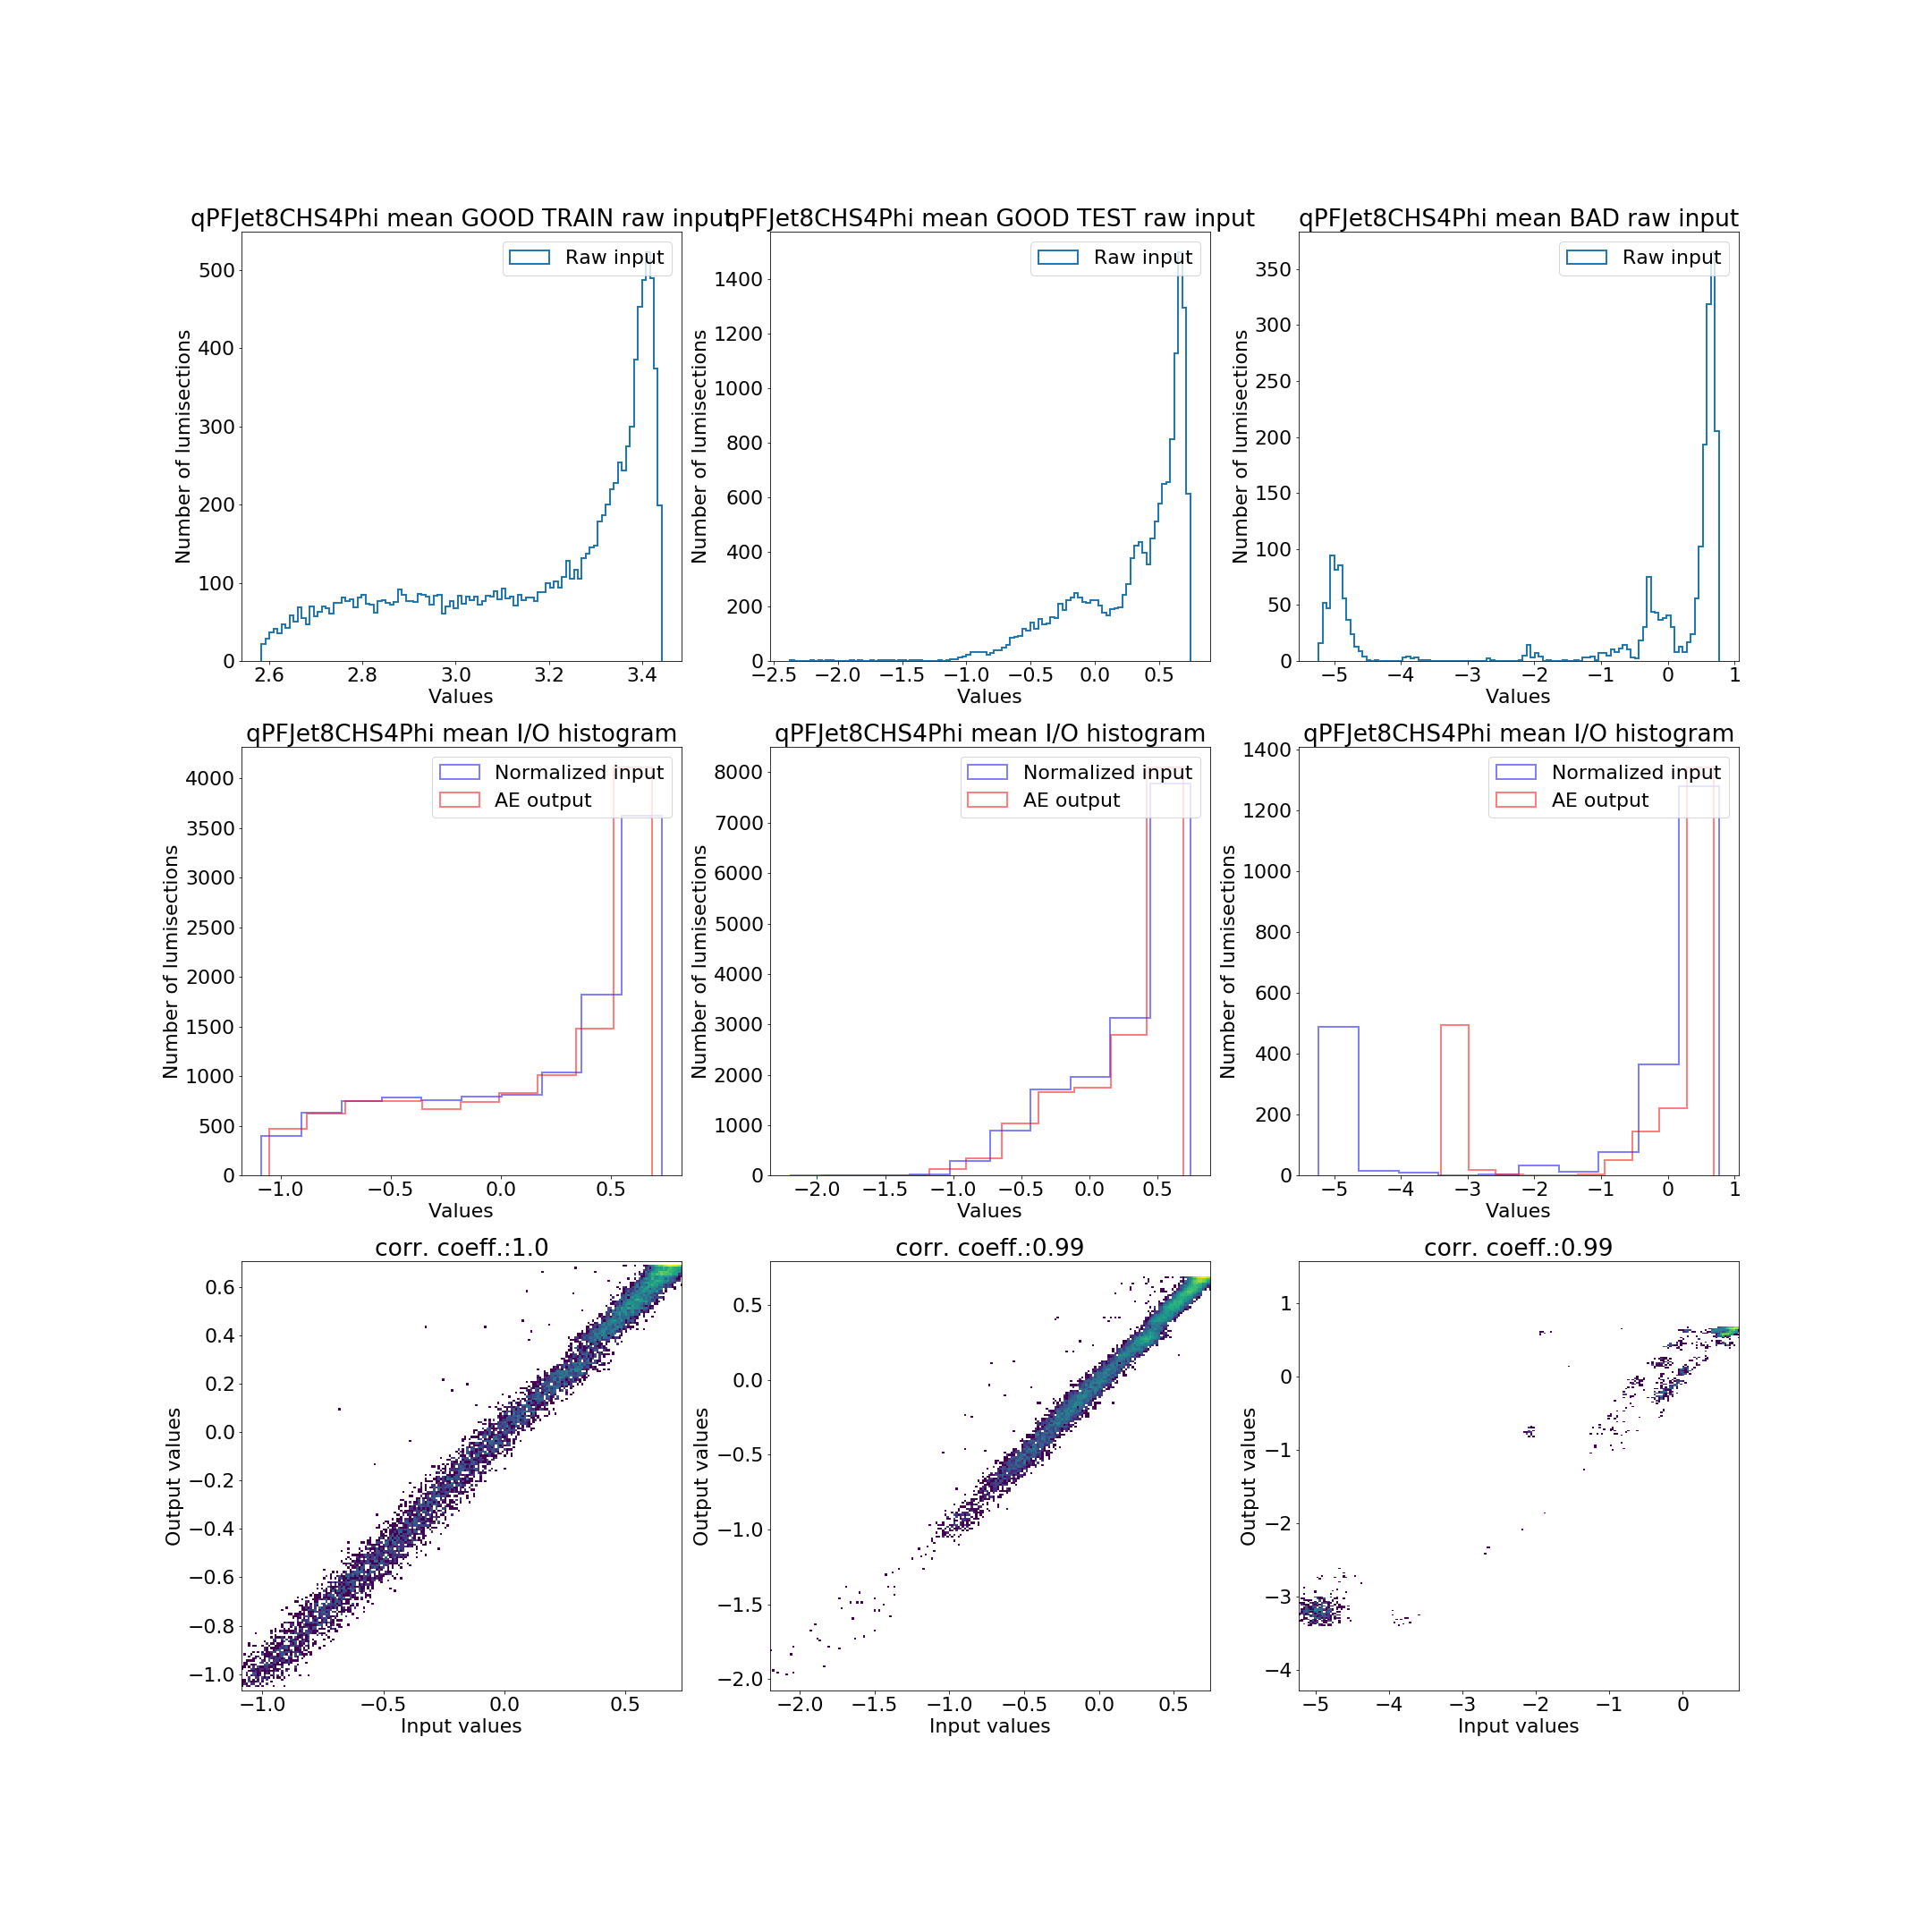 qPFJet8CHS4Phi mean GOOD TRAIN raw input
qPFJet8CHS4Phi mean GOOD TEST raw input
qPFJet8CHS4Phi mean BAD raw input
Raw input
Raw input
Raw input
Number of lumisections
500
400
300
200
100
0
2.6 2.8 3.0 3.2 3.4
Values
Number of lumisections
1400
1200
1000
800
600
400
200
0
−2.5 −2.0 −1.5 −1.0 −0.5 0.0 0.5
Values
Number of lumisections
350
300
250
200
150
100
50
0
−5 −4 −3 −2 −1 0 1
Values
qPFJet8CHS4Phi mean I/O histogram
qPFJet8CHS4Phi mean I/O histogram
qPFJet8CHS4Phi mean I/O histogram
Normalized input
AE output
Normalized input
AE output
Normalized input
AE output
Number of lumisections
4000
3500
3000
2500
2000
1500
1000
500
0
−1.0 −0.5 0.0 0.5
Values
Number of lumisections
8000
7000
6000
5000
4000
3000
2000
1000
0
−2.0 −1.5 −1.0 −0.5 0.0 0.5
Values
Number of lumisections
1400
1200
1000
800
600
400
200
0
−5 −4 −3 −2 −1 0 1
Values
corr. coeff.:1.0
corr. coeff.:0.99
corr. coeff.:0.99
Output values
0.6
0.4
0.2
0.0
−0.2
−0.4
−0.6
−0.8
−1.0
−1.0 −0.5 0.0 0.5
Input values
Output values
0.5
0.0
−0.5
−1.0
−1.5
−2.0
−2.0 −1.5 −1.0 −0.5 0.0 0.5
Input values
Output values
1
0
−1
−2
−3
−4
−5 −4 −3 −2 −1 0
Input values